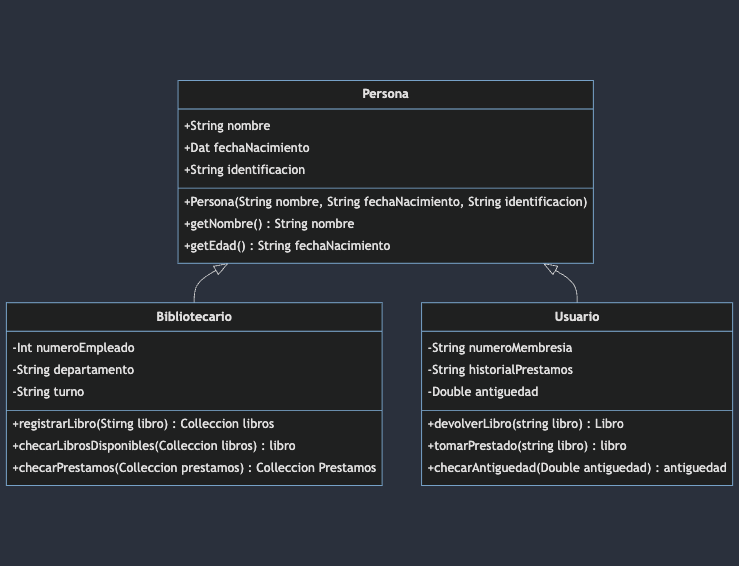 Persona
+String nombre
+Dat fechaNacimiento
+String identificacion
+Persona(String nombre, String fechaNacimiento, String identificacion)
+getNombre() : String nombre
+getEdad() : String fechaNacimiento
Bibliotecario
-Int numeroEmpleado
-String departamento
-String turno
+registrarLibro(Stirng libro) : Colleccion libros
+checarLibrosDisponibles(Colleccion libros) : libro
+checarPrestamos(Colleccion prestamos) : Colleccion Prestamos
Usuario
-String numeroMembresia
-String historialPrestamos
-Double antiguedad
+devolverLibro(string libro) : Libro
+tomarPrestado(string libro) : libro
+checarAntiguedad(Double antiguedad) : antiguedad